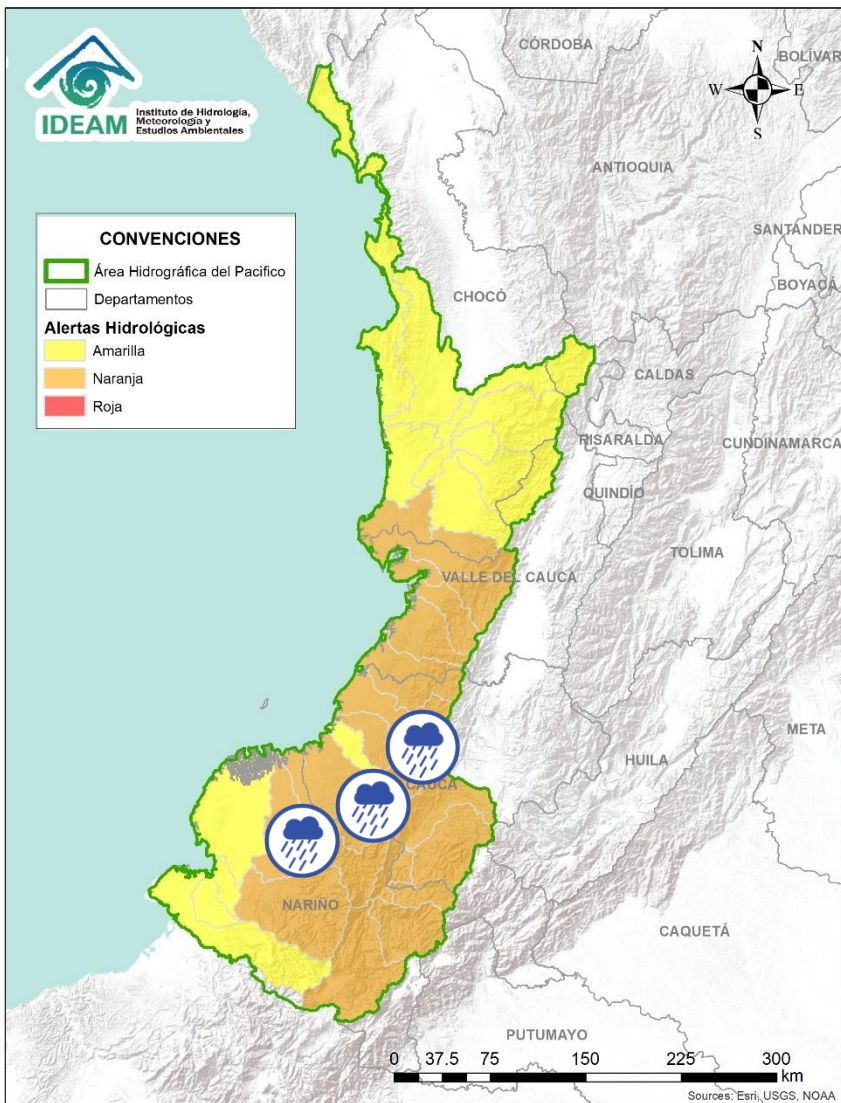 IDEAM
Instituto de Hidrología,
Meteorología y
Estudios Ambientales
CÓRDOBA
BOLÍVAR
N
W
E
S
ANTIOQUIA
SANTANDER
BOYACÁ
CONVENCIONES
Área Hidrográfica del Pacifico
Departamentos
Alertas Hidrológicas
Amarilla
Naranja
Roja
CHOCÓ
CALDAS
RISARALDA
CUNDINAMARCA
QUINDÍO
TOLIMA
VALLE DEL CAUCA
META
HUILA
CAUCA
NARIÑO
CAQUETÁ
PUTUMAYO
0 37.5 75 150 225 300
km
Sources: Esri, USGS, NOAA